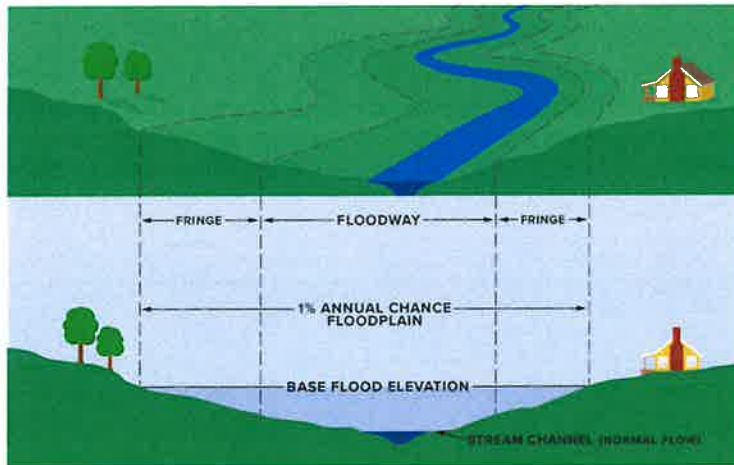 FRINGE
FLOODWAY
FRINGE
1% ANNUAL CHANCE
FLOODPLAIN
BASE FLOOD ELEVATION
STREAM CHANNEL (NORMAL FLOW)